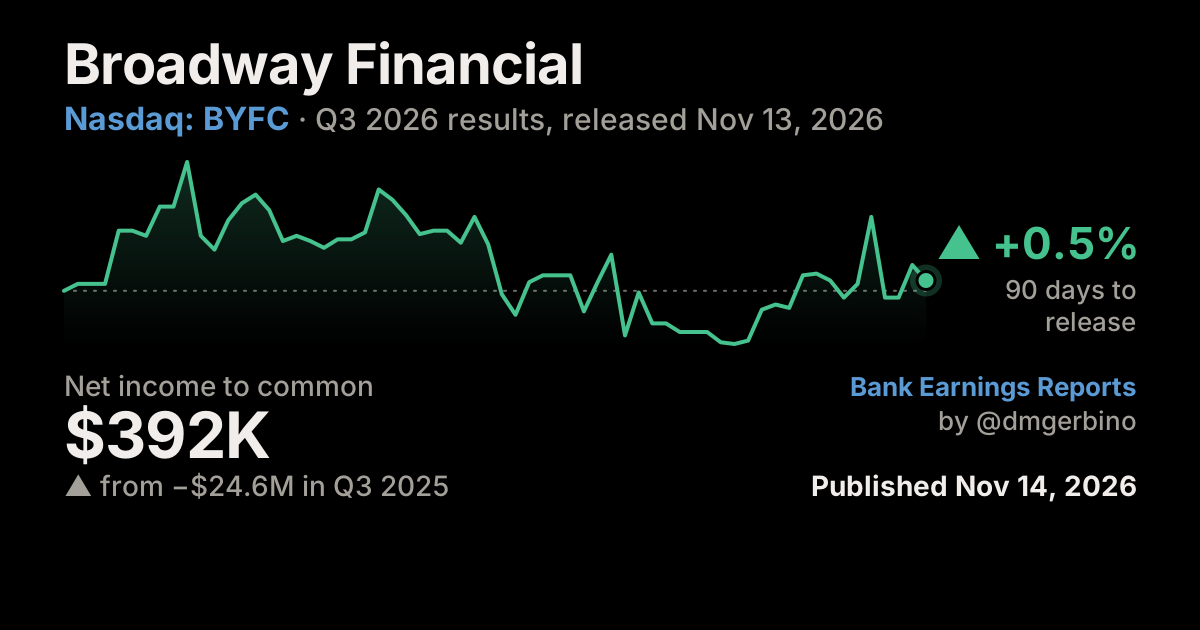 Broadway Financial
Nasdaq: BYFC · Q3 2026 results, released Nov 13, 2026
▲ +0.5%
90 days to
release
Net income to common
$392K
▲ from −$24.6M in Q3 2025
Bank Earnings Reports
by @dmgerbino
Published Nov 14, 2026